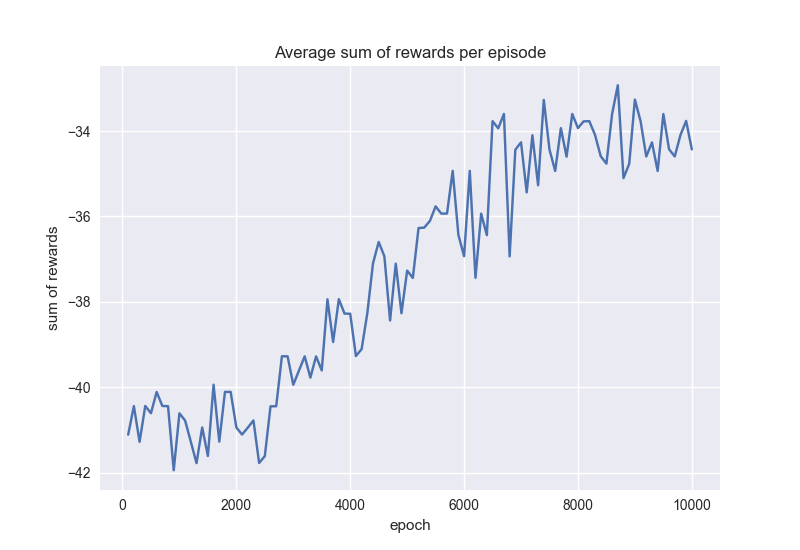 Average sum of rewards per episode
sum of rewards
−34
−36
−38
−40
−42
0 2000 4000 6000 8000 10000
epoch